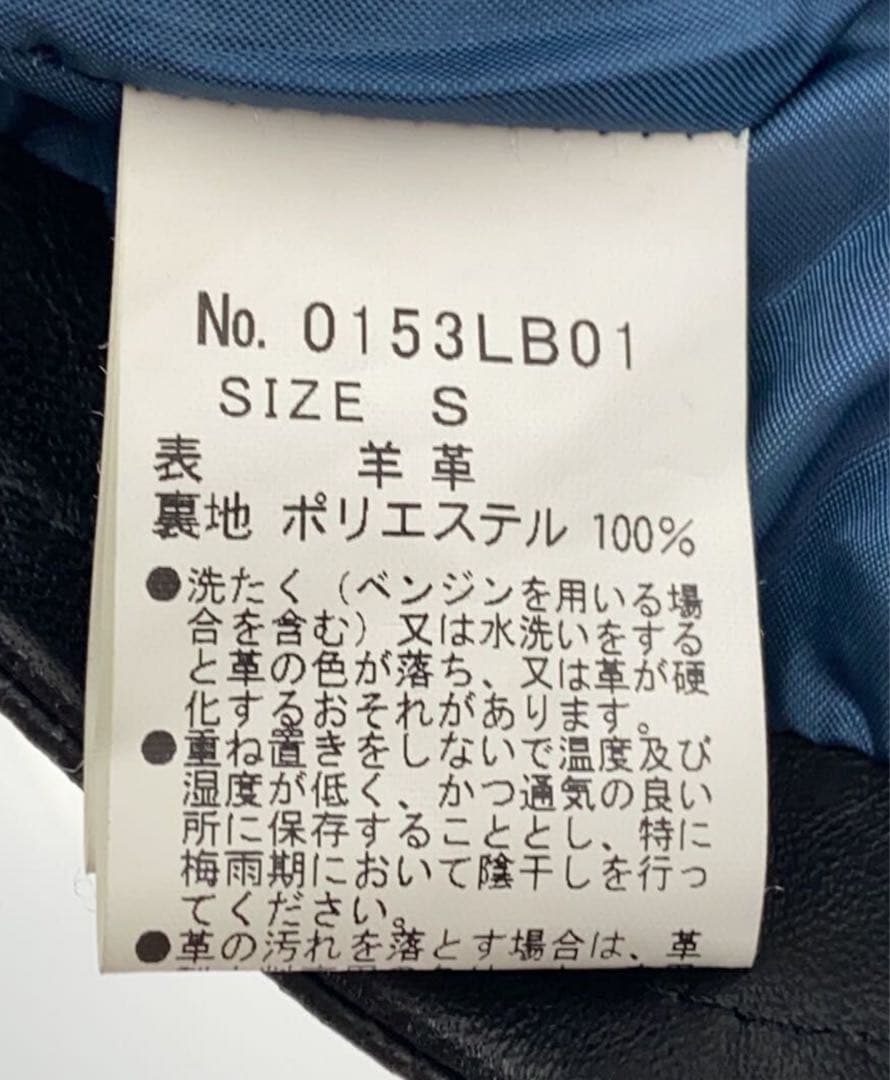 No. 0153LB01
SIZE S
表 羊革
裏地 ポリエステル 100%
●洗たく(ベンジンを用いる場
合を含む)又は水洗いをする
と革の色が落ち、又は革が硬
化するおそれがあります。
●重ね置きをしないで温度及び
湿度が低く、かつ通気の良い
所に保存することとし、特に
梅雨期において陰干しを行っ
てください。
●革の汚れを落とす場合は、革